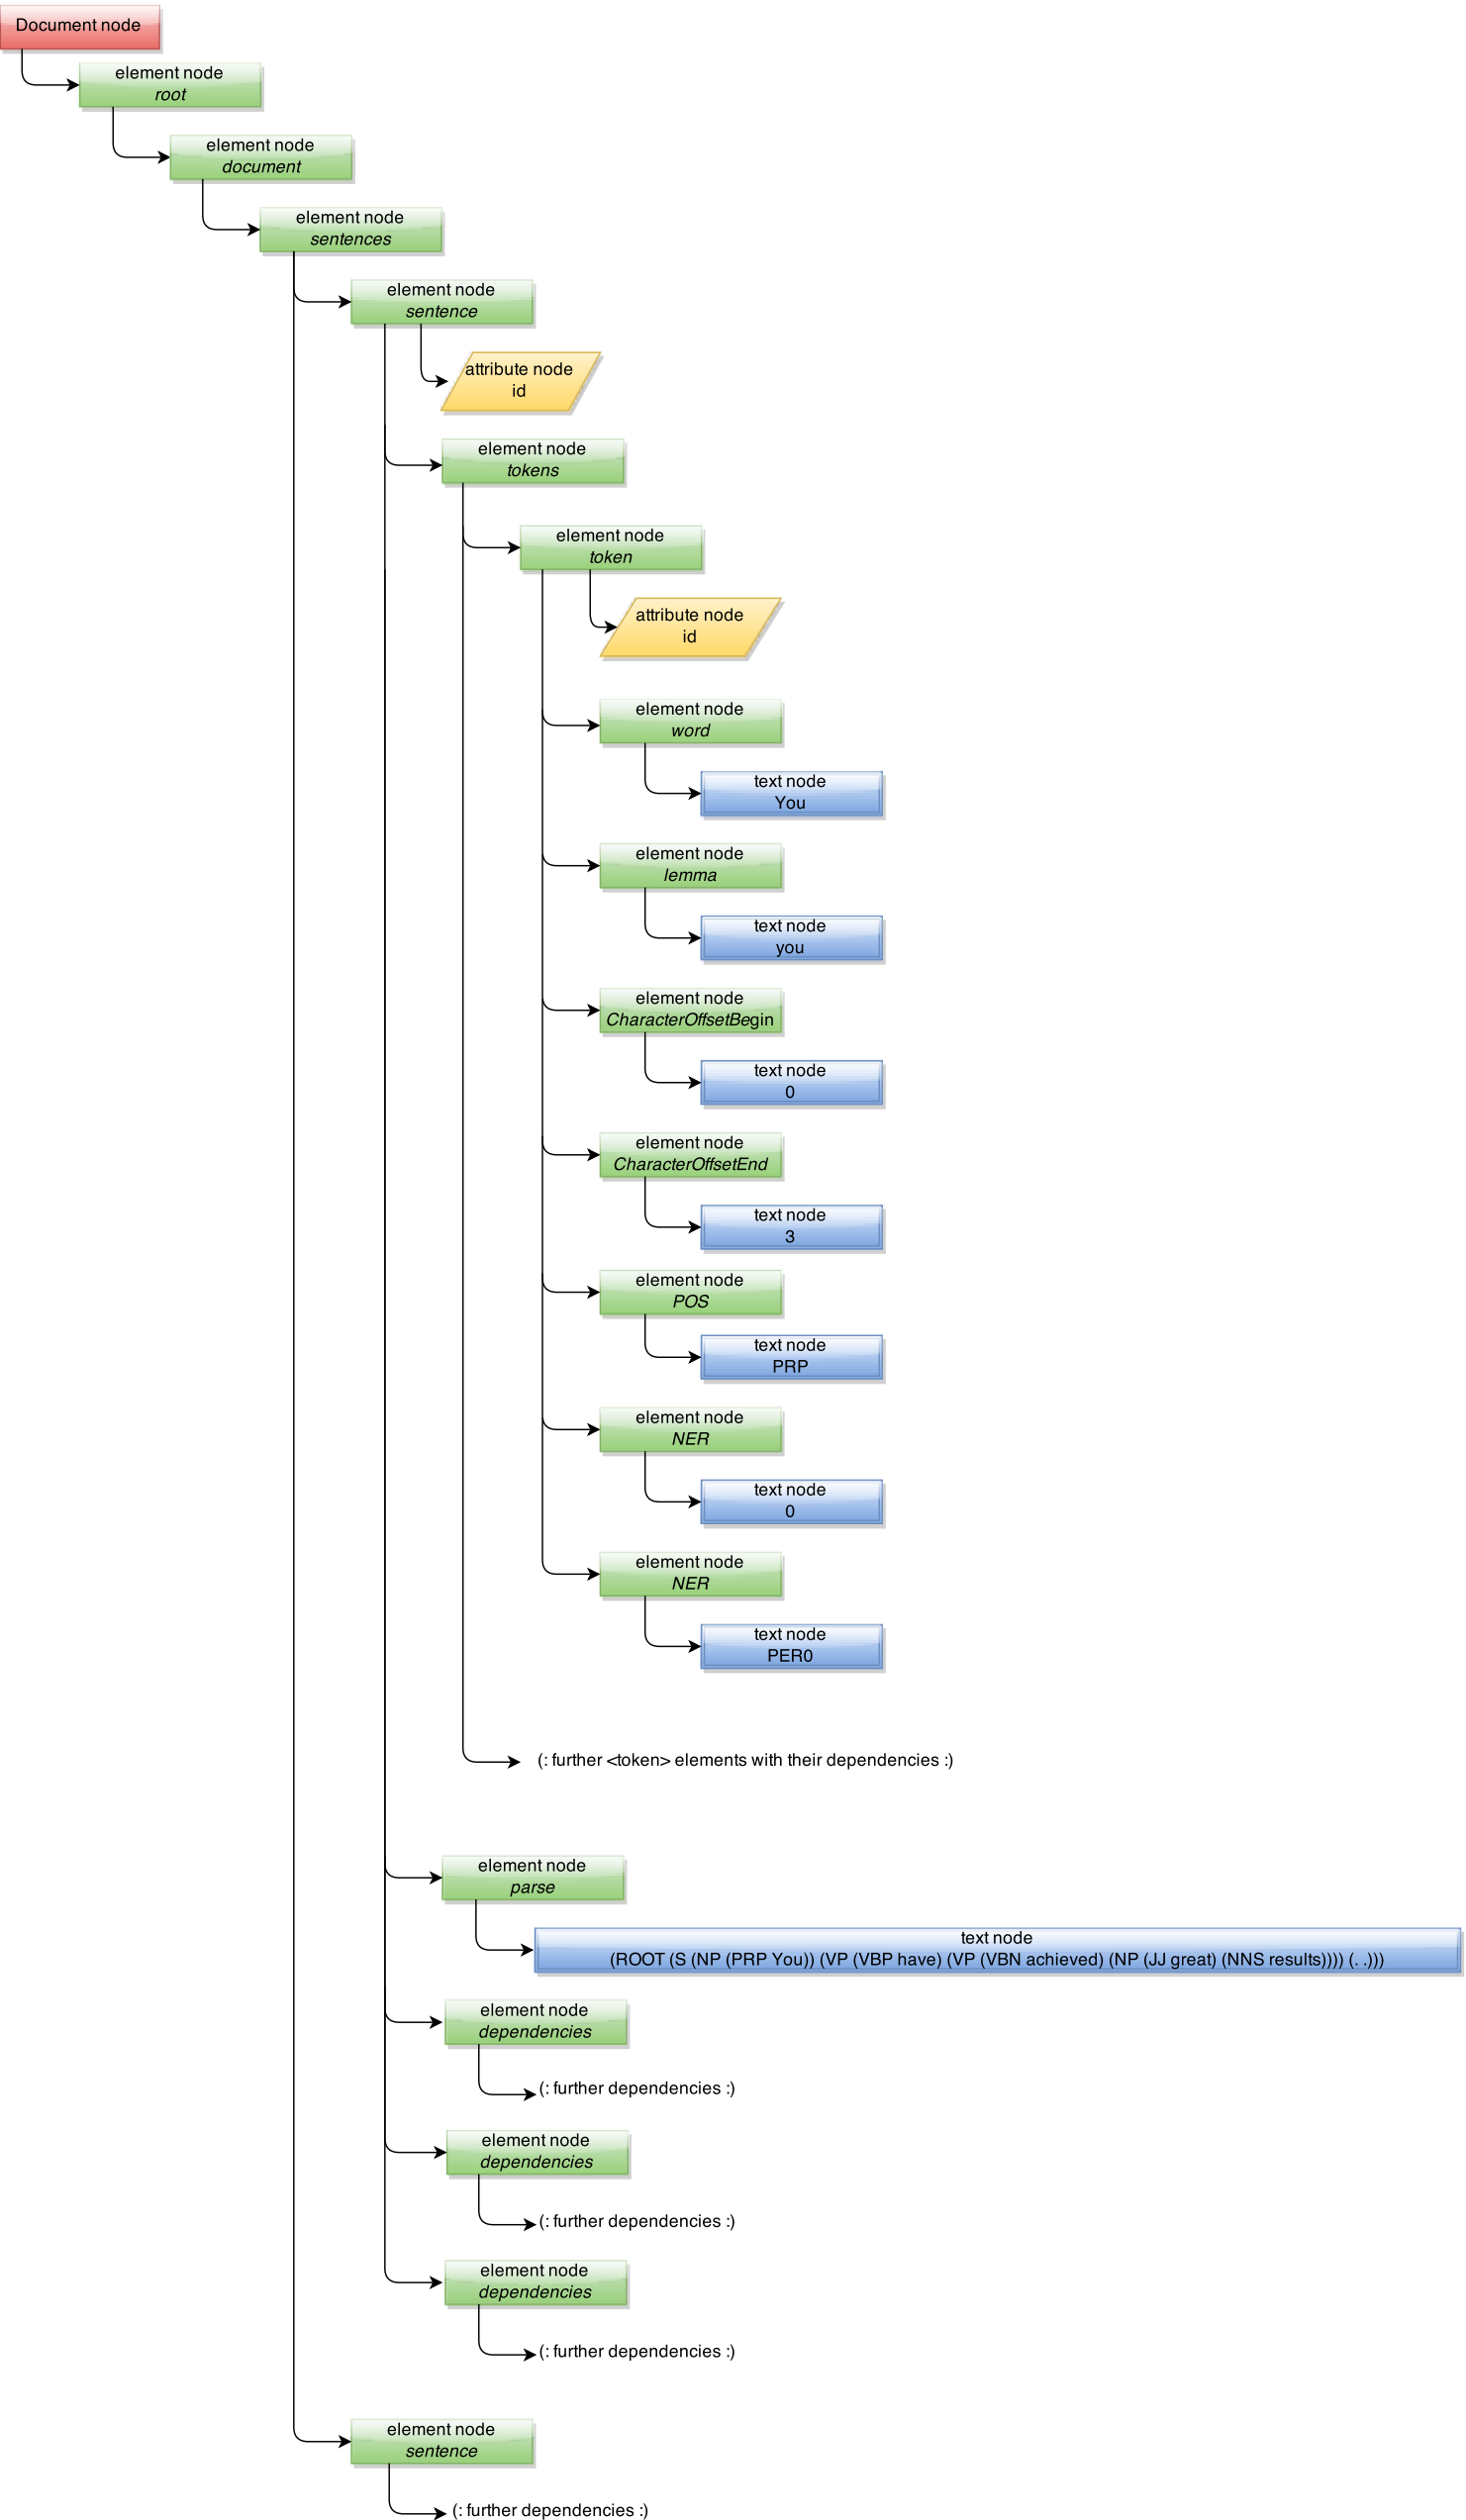 Document node
element node
root
element node
document
element node
sentences
element node
sentence
attribute node
id
element node
tokens
element node
token
attribute node
id
element node
word
text node
You
element node
lemma
text node
you
element node
CharacterOffsetBegin
text node
0
element node
CharacterOffsetEnd
text node
3
element node
POS
text node
PRP
element node
NER
text node
0
element node
NER
text node
PER0
(: further <token> elements with their dependencies :)
element node
parse
text node
(ROOT (S (NP (PRP You)) (VP (VBP have) (VP (VBN achieved) (NP (JJ great) (NNS results)))) (. .)))
element node
dependencies
(: further dependencies :)
element node
dependencies
(: further dependencies :)
element node
dependencies
(: further dependencies :)
element node
sentence
(: further dependencies :)